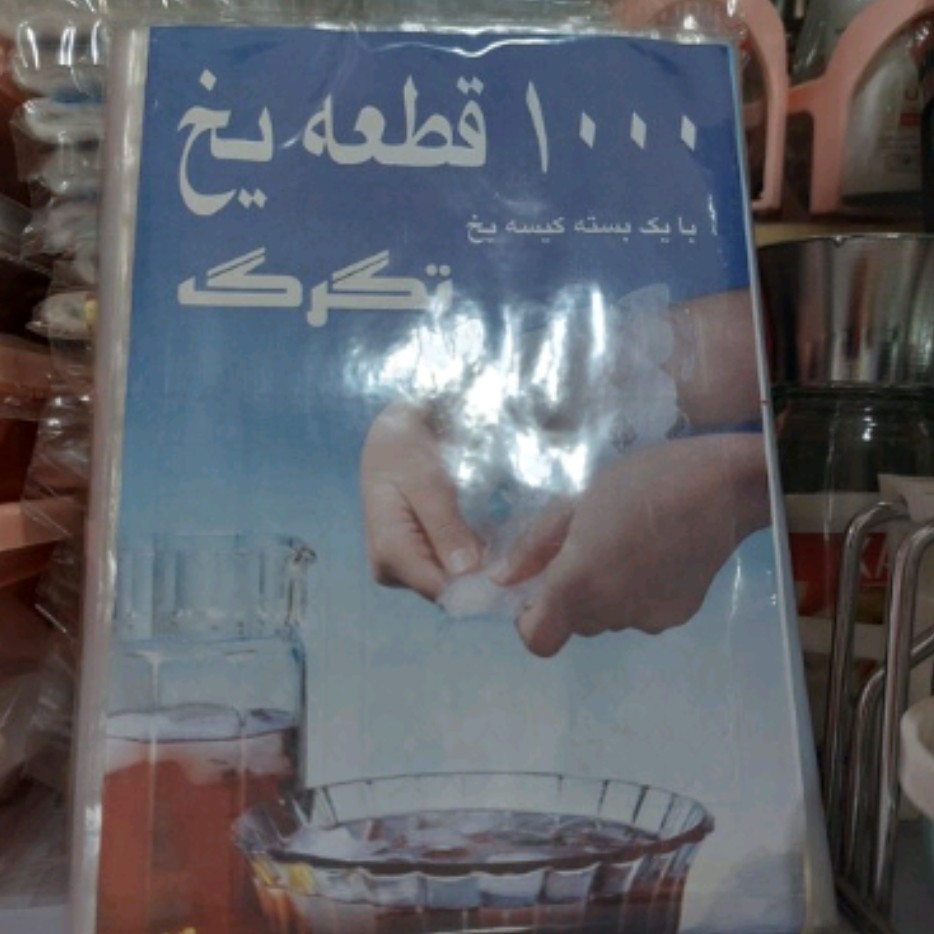 ۱۰۰۰ قطعه یخ
با یک بسته کیسه یخ
تگرگ